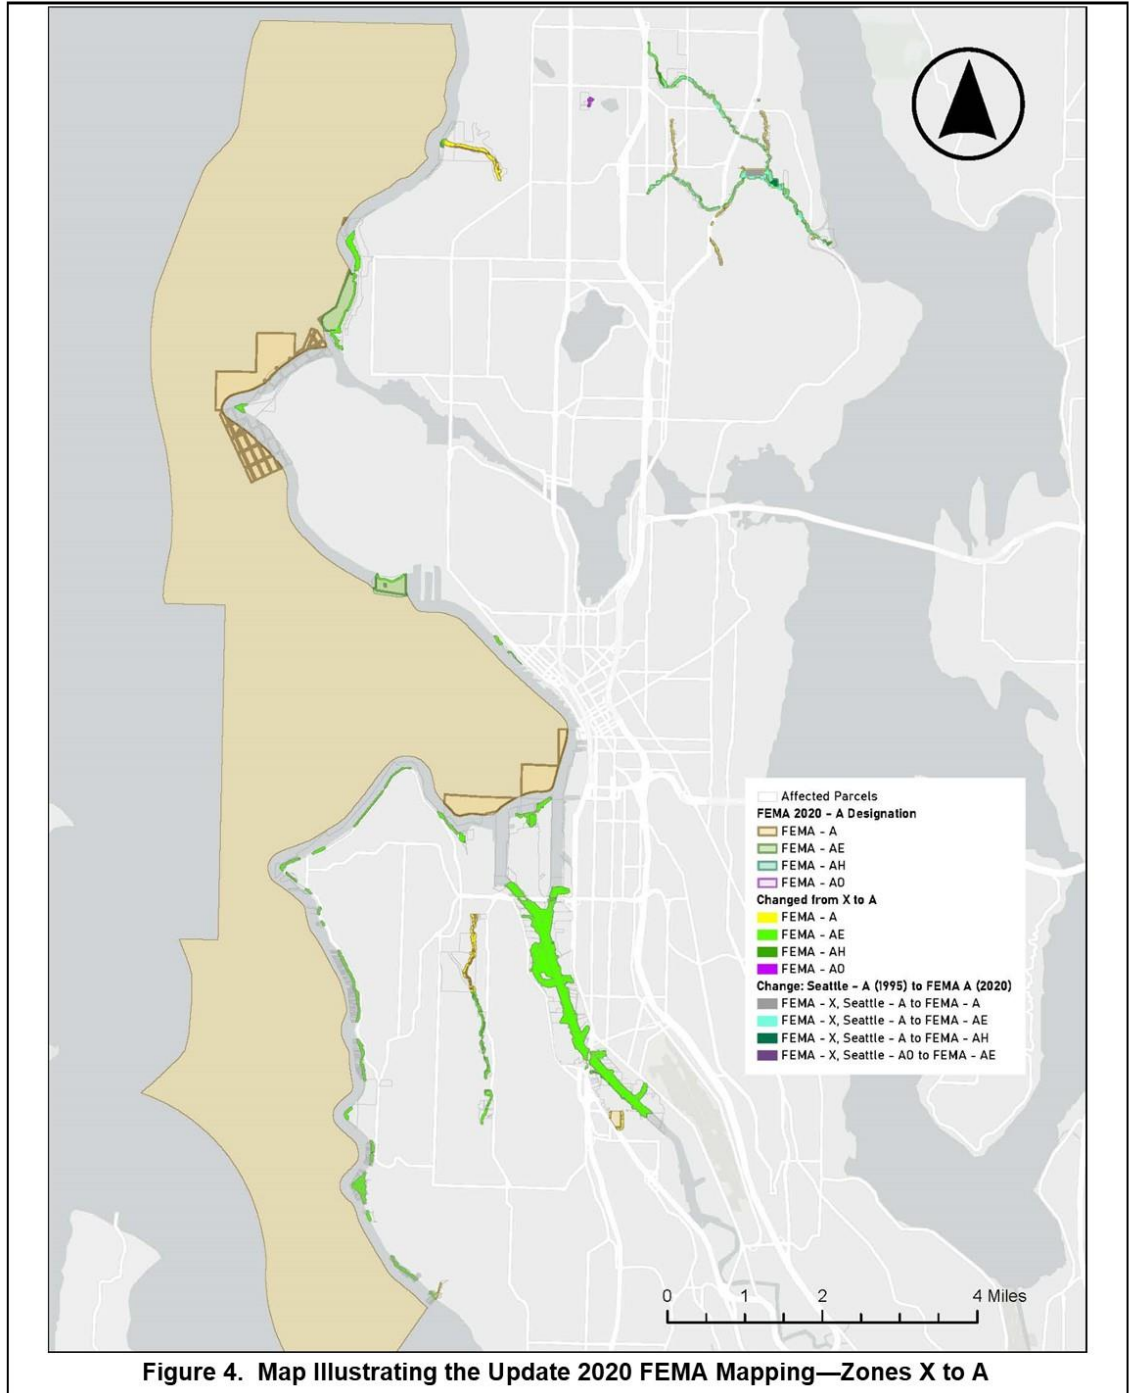 Affected Parcels
FEMA 2020 - A Designation
FEMA - A
FEMA - AE
FEMA - AH
FEMA - AO
Changed from X to A
FEMA - A
FEMA - AE
FEMA - AH
FEMA - AO
Change: Seattle - A (1995) to FEMA A (2020)
FEMA - X, Seattle - A to FEMA - A
FEMA - X, Seattle - A to FEMA - AE
FEMA - X, Seattle - A to FEMA - AH
FEMA - X, Seattle - AO to FEMA - AE
0 1 2 4 Miles
Figure 4. Map Illustrating the Update 2020 FEMA Mapping—Zones X to A